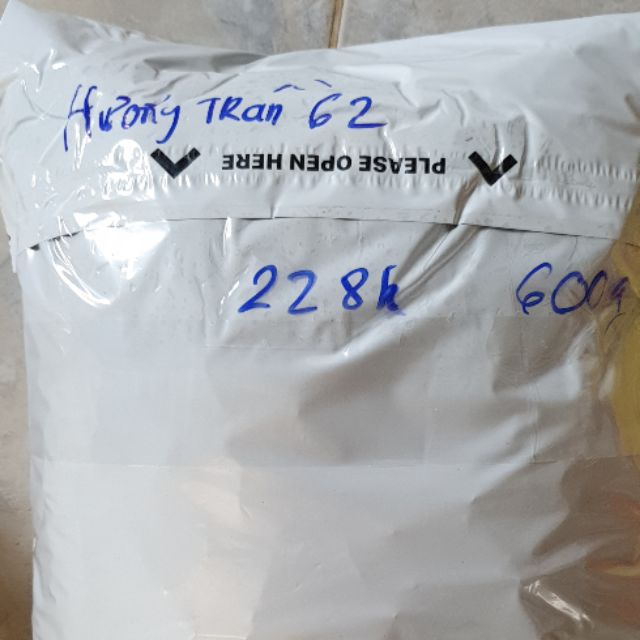 Hương Trần 62
PLEASE OPEN HERE
228k 600g